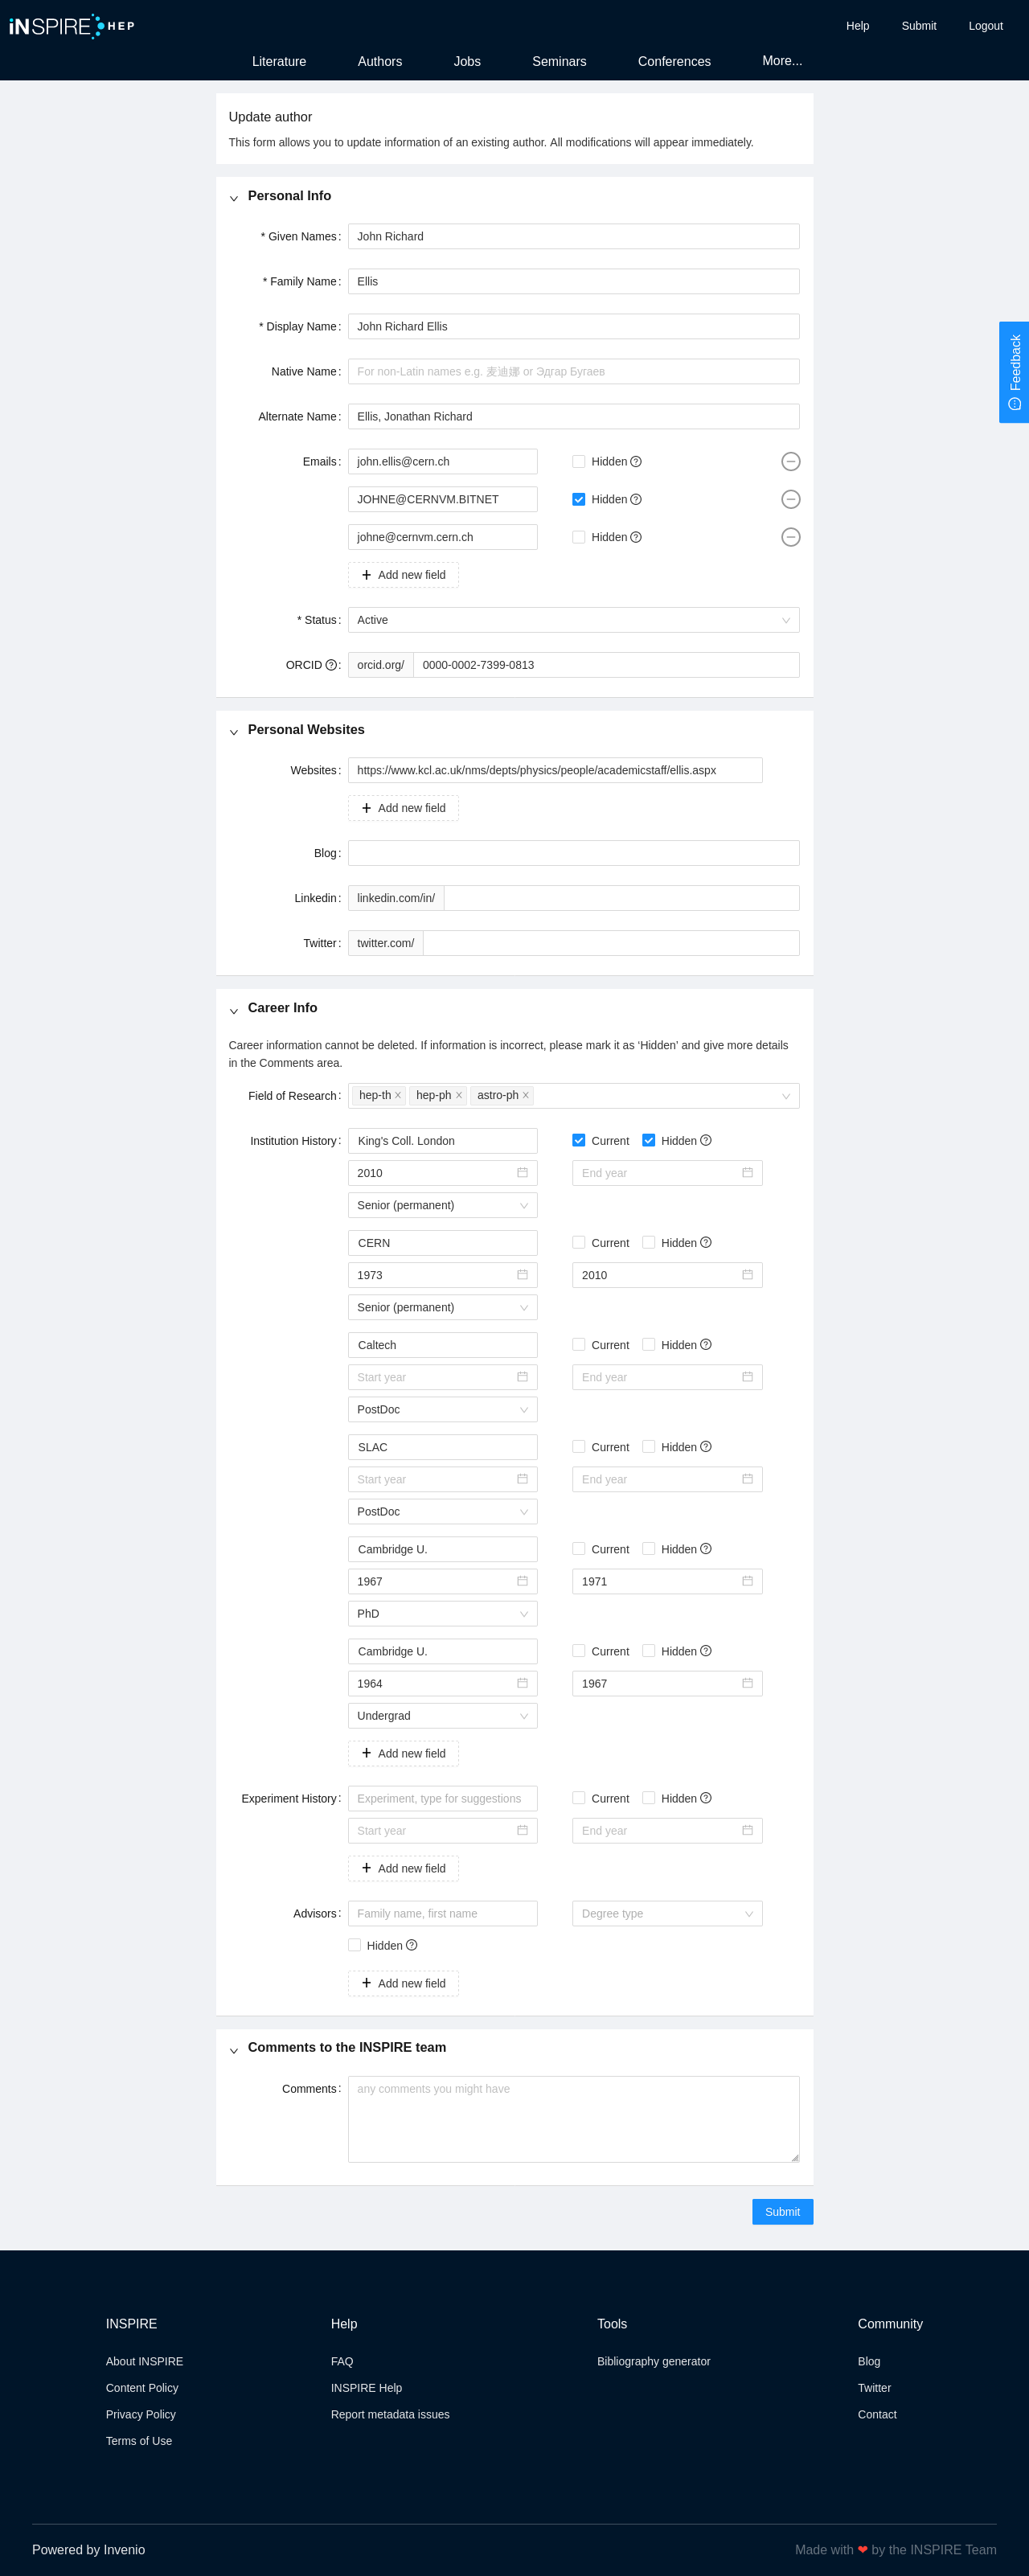 iNSPIRE HEP
Help Submit Logout
Literature Authors Jobs Seminars Conferences More...
Update author
This form allows you to update information of an existing author. All modifications will appear immediately.
Personal Info
* Given Names : John Richard
* Family Name : Ellis
* Display Name : John Richard Ellis
Native Name : For non-Latin names e.g. 麦迪娜 or Эдгар Бугаев
Alternate Name : Ellis, Jonathan Richard
Emails : john.ellis@cern.ch Hidden
JOHNE@CERNVM.BITNET Hidden
johne@cernvm.cern.ch Hidden
Add new field
* Status : Active
ORCID : orcid.org/ 0000-0002-7399-0813
Personal Websites
Websites : https://www.kcl.ac.uk/nms/depts/physics/people/academicstaff/ellis.aspx
Add new field
Blog :
Linkedin : linkedin.com/in/
Twitter : twitter.com/
Career Info
Career information cannot be deleted. If information is incorrect, please mark it as ‘Hidden’ and give more details
in the Comments area.
Field of Research : hep-th hep-ph astro-ph
Institution History : King's Coll. London Current Hidden
2010 End year
Senior (permanent)
CERN Current Hidden
1973 2010
Senior (permanent)
Caltech Current Hidden
Start year End year
PostDoc
SLAC Current Hidden
Start year End year
PostDoc
Cambridge U. Current Hidden
1967 1971
PhD
Cambridge U. Current Hidden
1964 1967
Undergrad
Add new field
Experiment History : Experiment, type for suggestions Current Hidden
Start year End year
Add new field
Advisors : Family name, first name Degree type
Hidden
Add new field
Comments to the INSPIRE team
Comments : any comments you might have
Submit
Feedback
INSPIRE
About INSPIRE
Content Policy
Privacy Policy
Terms of Use
Help
FAQ
INSPIRE Help
Report metadata issues
Tools
Bibliography generator
Community
Blog
Twitter
Contact
Powered by Invenio
Made with ❤ by the INSPIRE Team